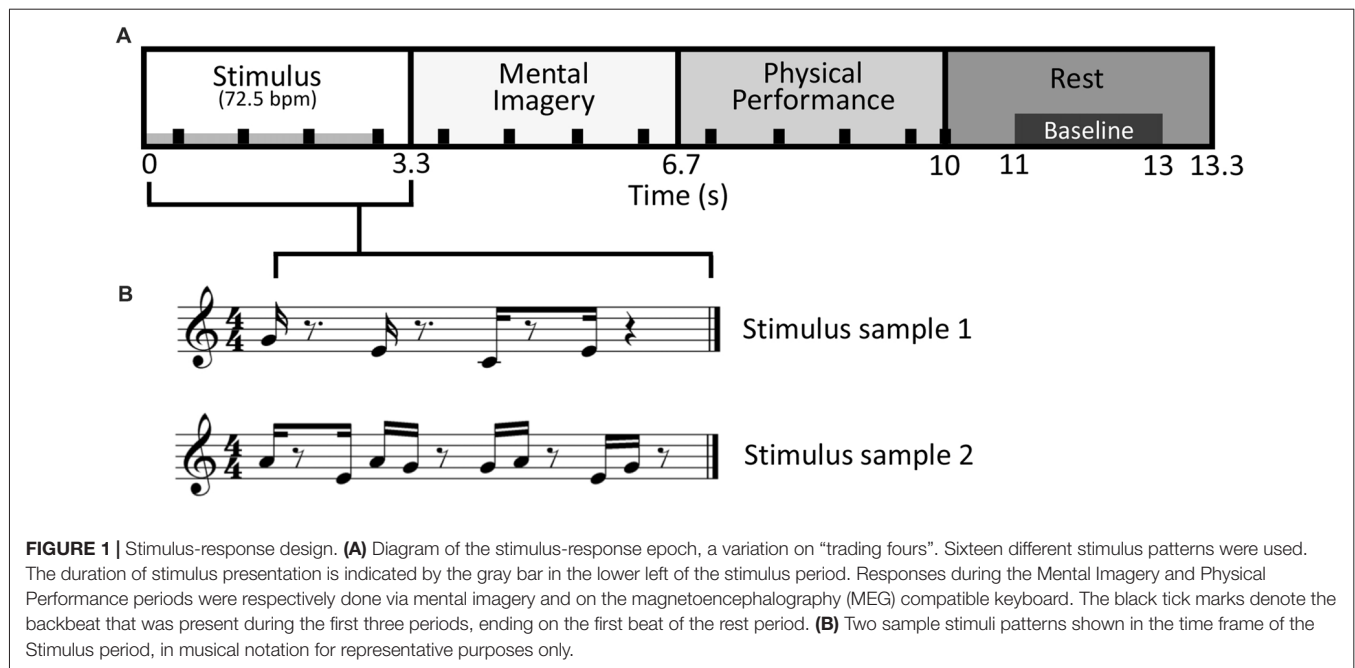 A
Stimulus
(72.5 bpm)
Mental
Imagery
Physical
Performance
Rest
Baseline
0 3.3 6.7 10 11 13 13.3
Time (s)
B
4
4
Stimulus sample 1
4
4
Stimulus sample 2
FIGURE 1 | Stimulus-response design. (A) Diagram of the stimulus-response epoch, a variation on “trading fours”. Sixteen different stimulus patterns were used.
The duration of stimulus presentation is indicated by the gray bar in the lower left of the stimulus period. Responses during the Mental Imagery and Physical
Performance periods were respectively done via mental imagery and on the magnetoencephalography (MEG) compatible keyboard. The black tick marks denote the
backbeat that was present during the first three periods, ending on the first beat of the rest period. (B) Two sample stimuli patterns shown in the time frame of the
Stimulus period, in musical notation for representative purposes only.